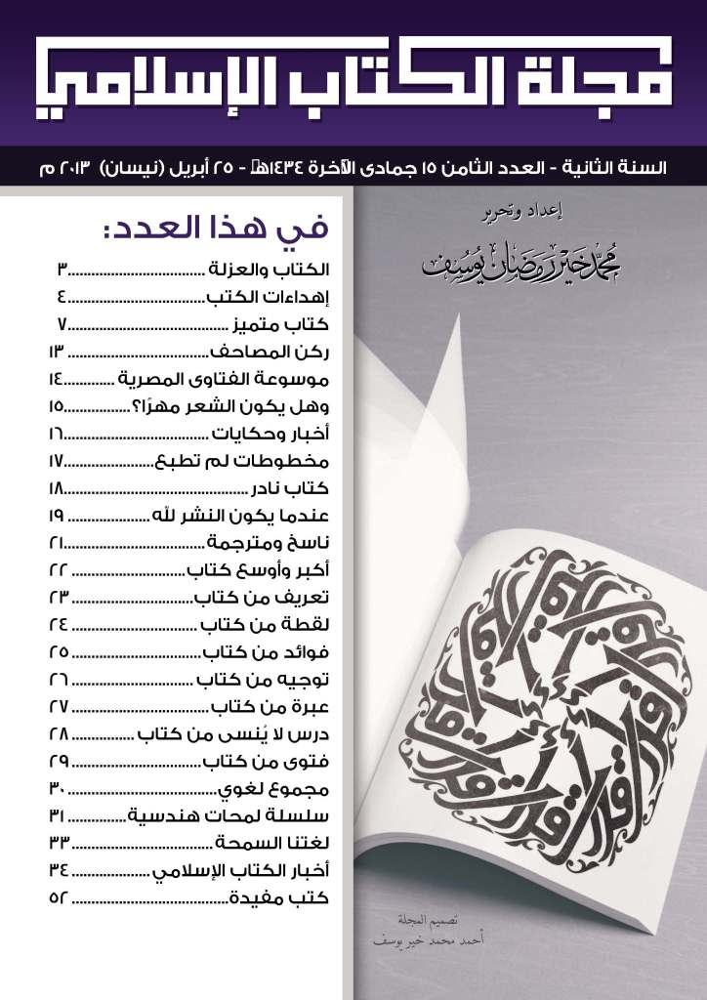 مجلة الكتاب الإسلامي
السنة الثانية - العدد الثامن ١٥ جمادى الآخرة ١٤٣٤هـ - ٢٥ أبريل (نيسان) ٢٠١٣ م
إعداد وتحرير
محمد خير رمضان يوسف
في هذا العدد:
الكتاب والعزلة ................................... ٣
إهداءات الكتب ................................... ٤
كتاب متميز ................................... ٧
ركن المصاحف ................................... ١٣
موسوعة الفتاوى المصرية ............. ١٤
وهل يكون الشعر مهرًا؟ ................. ١٥
أخبار وحكايات ................................... ١٦
مخطوطات لم تطبع ....................... ١٧
كتاب نادر ............................................... ١٨
عندما يكون النشر لله ..................... ١٩
ناسخ ومترجمة ................................... ٢١
أكبر وأوسع كتاب ............................. ٢٢
تعريف من كتاب ............................... ٢٣
لقطة من كتاب ................................ ٢٤
فوائد من كتاب ................................. ٢٥
توجيه من كتاب ............................... ٢٦
عبرة من كتاب ................................... ٢٧
درس لا يُنسى من كتاب ................ ٢٨
فتوى من كتاب ................................. ٢٩
مجموع لغوي ...................................... ٣٠
سلسلة لمحات هندسية ............... ٣١
لغتنا السمحة .................................... ٣٣
أخبار الكتاب الإسلامي .................... ٣٤
كتب مفيدة ........................................ ٥٢
تصميم المجلة
أحمد محمد خير يوسف